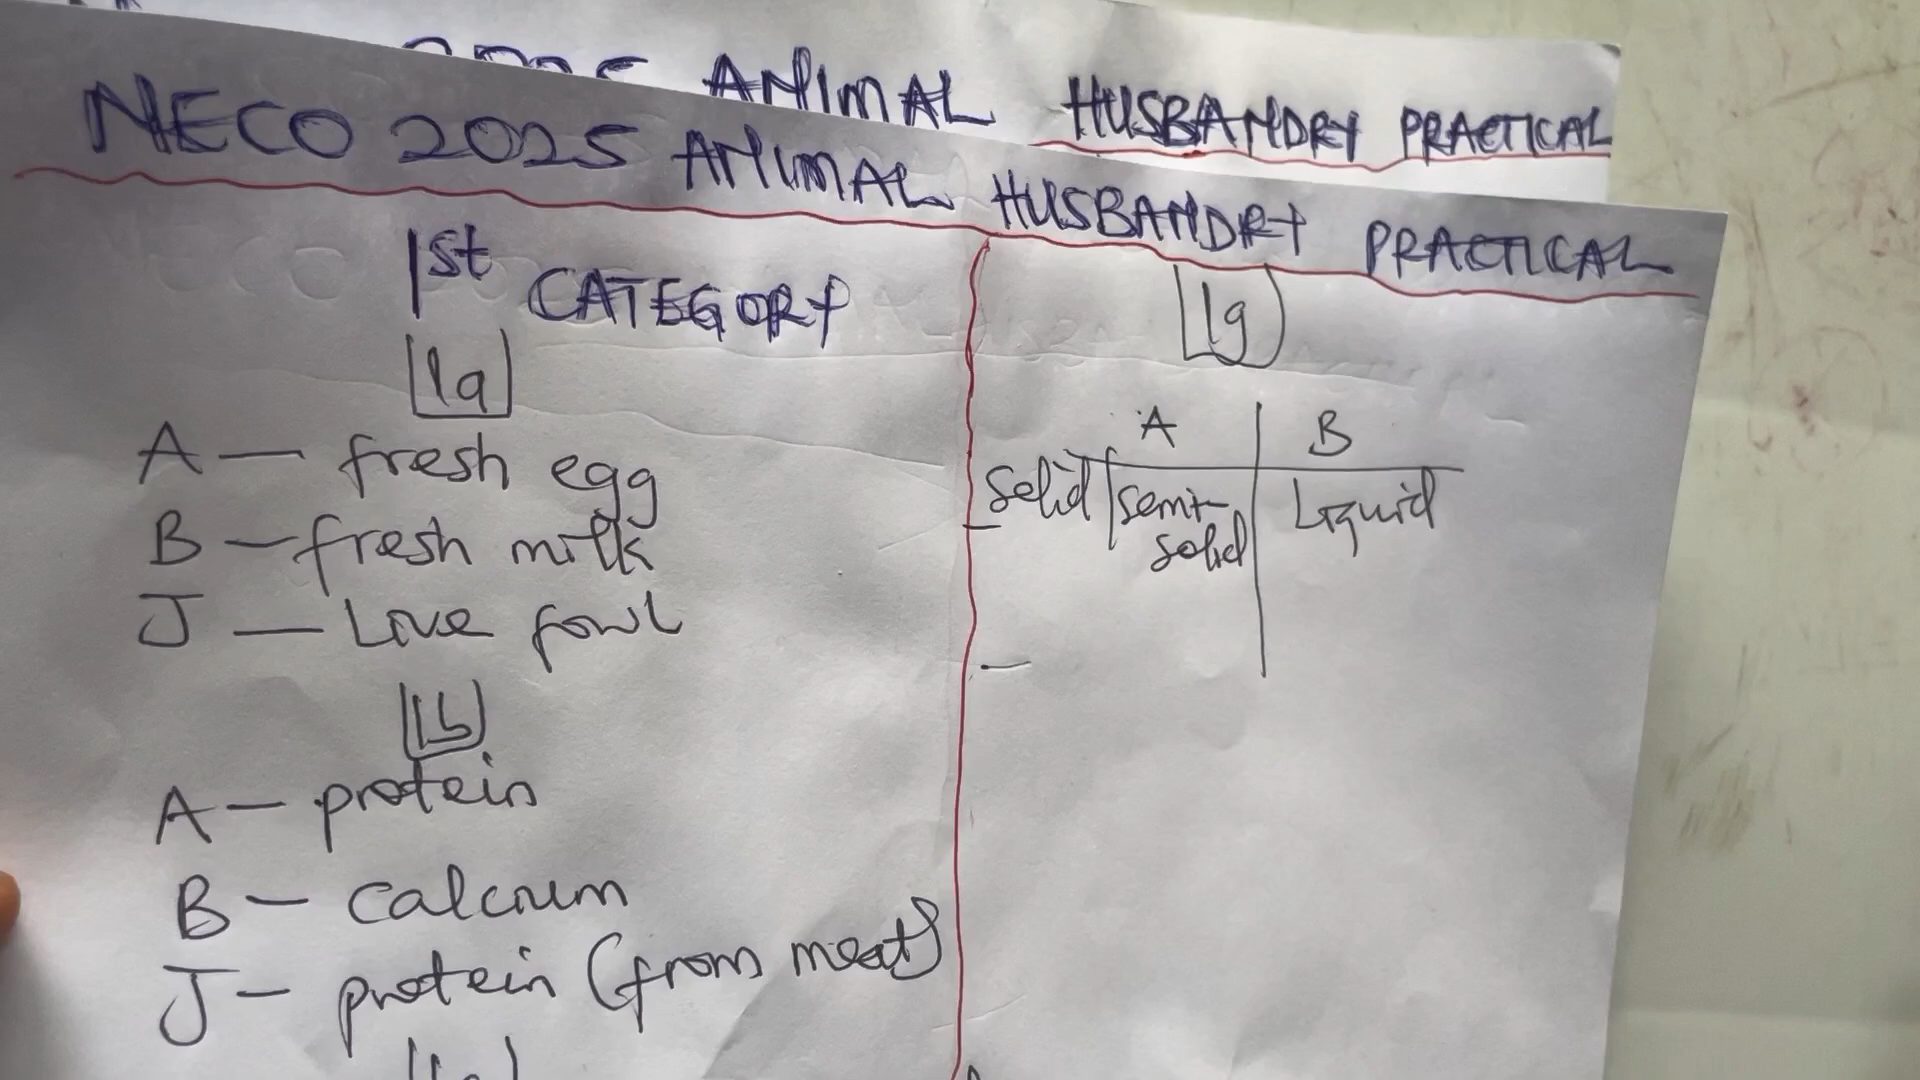 2025 ANIMAL HUSBANDRY PRACTICAL
NECO 2025 ANIMAL HUSBANDRY PRACTICAL
1st CATEGORY
1a
A — fresh egg
B — fresh milk
J — Live fowl
1b
A — protein
B — calcium
J — protein (from meat)
1g
A B
solid semi- Liquid
solid